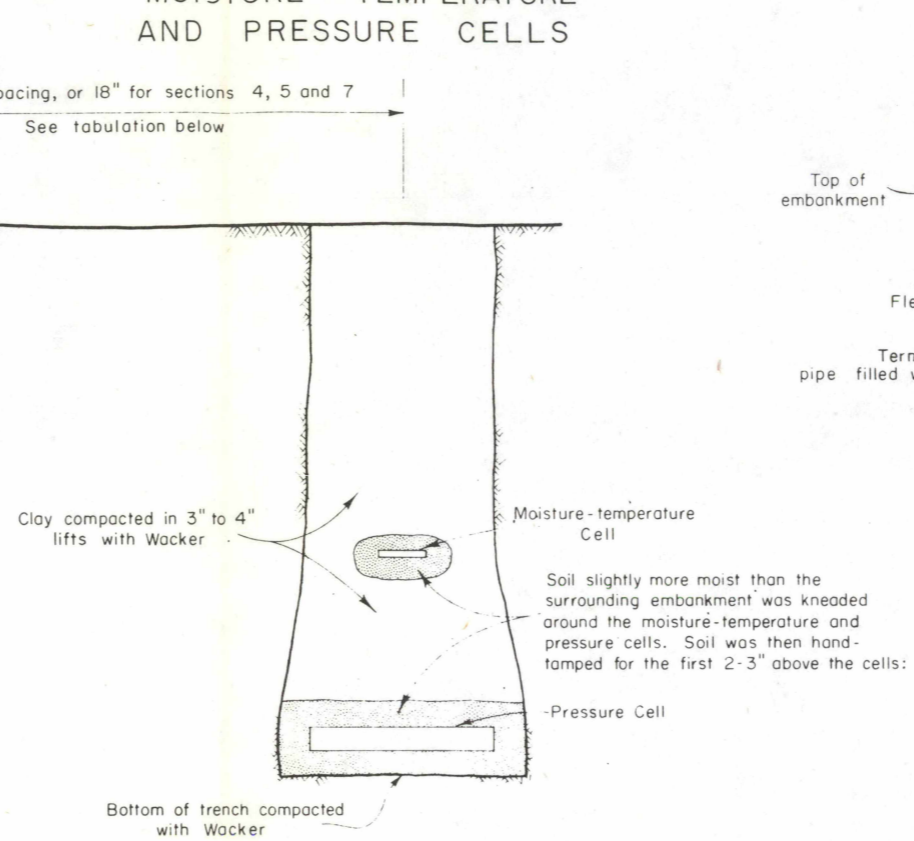 MOISTURE TEMPERATURE
AND PRESSURE CELLS
pacing, or 18" for sections 4, 5 and 7
See tabulation below
Top of
embankment
Fle
Tern
pipe filled w
Clay compacted in 3" to 4"
lifts with Wacker
Moisture-temperature
Cell
Soil slightly more moist than the
surrounding embankment was kneaded
around the moisture-temperature and
pressure cells. Soil was then hand-
tamped for the first 2-3" above the cells:
Pressure Cell
Bottom of trench compacted
with Wacker